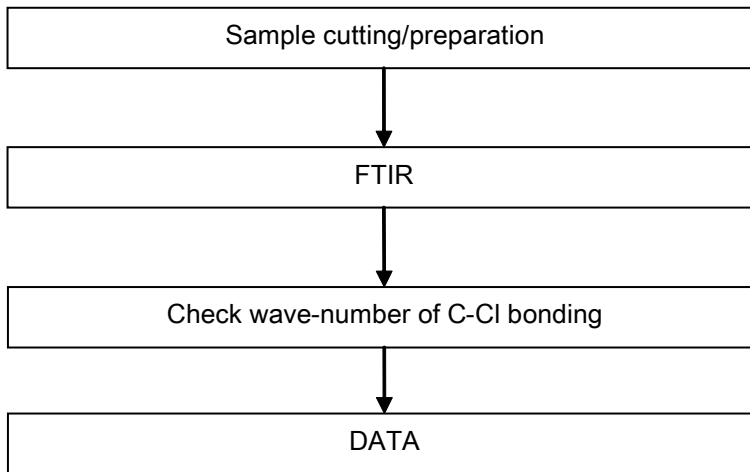 Sample cutting/preparation
FTIR
Check wave-number of C-Cl bonding
DATA